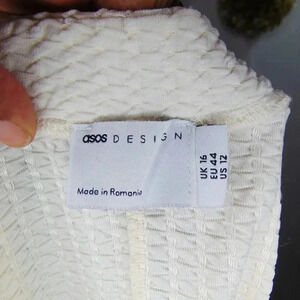 asos DESIGN
Made in Romania
UK 16
EU 44
US 12